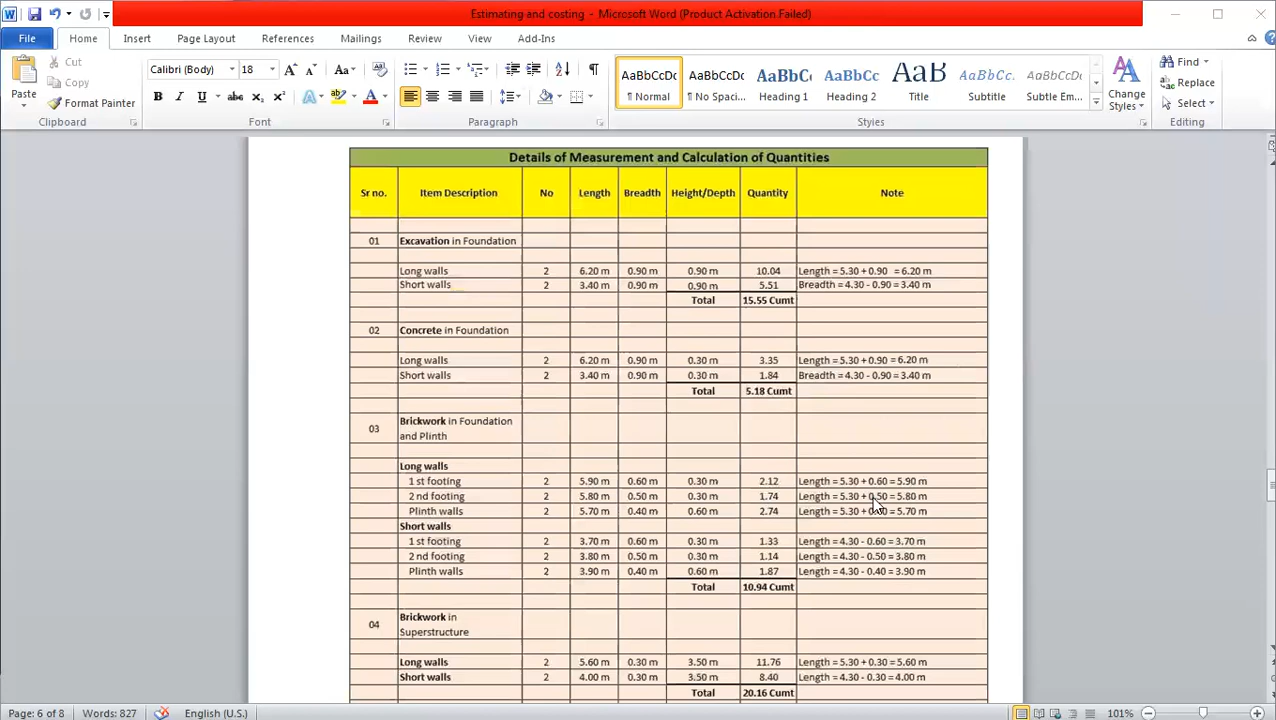 Estimating and costing - Microsoft Word (Product Activation Failed)
File Home Insert Page Layout References Mailings Review View Add-Ins
Paste
Cut
Copy
Format Painter
Clipboard
Calibri (Body) 18
Font
Paragraph
AaBbCcDc AaBbCcDc AaBbCc AaBbCc AaB AaBbCc. AaBbCcDc
¶ Normal ¶ No Spaci... Heading 1 Heading 2 Title Subtitle Subtle Em...
Change Styles
Styles
Find
Replace
Select
Editing
Details of Measurement and Calculation of Quantities
Sr no. Item Description No Length Breadth Height/Depth Quantity Note
01 Excavation in Foundation
Long walls 2 6.20 m 0.90 m 0.90 m 10.04 Length = 5.30 + 0.90 = 6.20 m
Short walls 2 3.40 m 0.90 m 0.90 m 5.51 Breadth = 4.30 - 0.90 = 3.40 m
Total 15.55 Cumt
02 Concrete in Foundation
Long walls 2 6.20 m 0.90 m 0.30 m 3.35 Length = 5.30 + 0.90 = 6.20 m
Short walls 2 3.40 m 0.90 m 0.30 m 1.84 Breadth = 4.30 - 0.90 = 3.40 m
Total 5.18 Cumt
03 Brickwork in Foundation
and Plinth
Long walls
1 st footing 2 5.90 m 0.60 m 0.30 m 2.12 Length = 5.30 + 0.60 = 5.90 m
2 nd footing 2 5.80 m 0.50 m 0.30 m 1.74 Length = 5.30 + 0.50 = 5.80 m
Plinth walls 2 5.70 m 0.40 m 0.60 m 2.74 Length = 5.30 + = 5.70 m
Short walls
1 st footing 2 3.70 m 0.60 m 0.30 m 1.33 Length = 4.30 - 0.60 = 3.70 m
2 nd footing 2 3.80 m 0.50 m 0.30 m 1.14 Length = 4.30 - 0.50 = 3.80 m
Plinth walls 2 3.90 m 0.40 m 0.60 m 1.87 Length = 4.30 - 0.40 = 3.90 m
Total 10.94 Cumt
04 Brickwork in
Superstructure
Long walls 2 5.60 m 0.30 m 3.50 m 11.76 Length = 5.30 + 0.30 = 5.60 m
Short walls 2 4.00 m 0.30 m 3.50 m 8.40 Length = 4.30 - 0.30 = 4.00 m
Total 20.16 Cumt
Page: 6 of 8 Words: 827 English (U.S.) 101%